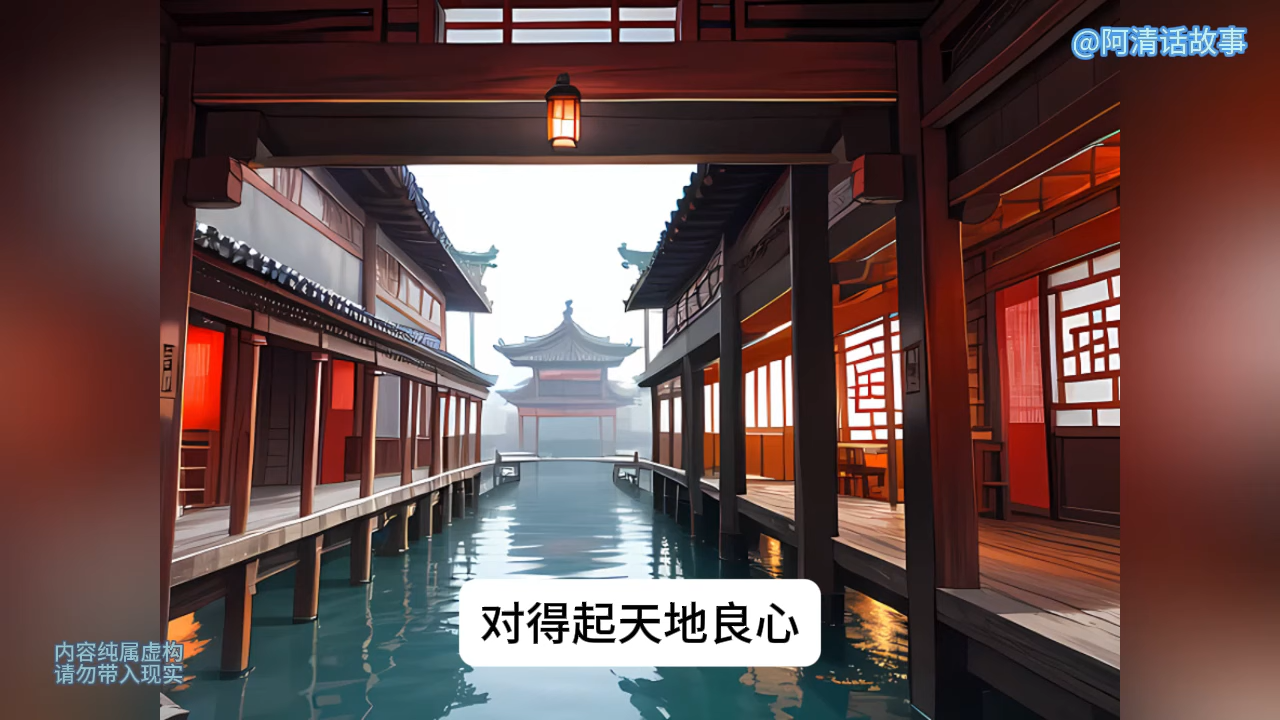 @阿清话故事
对得起天地良心
内容纯属虚构
请勿带入现实